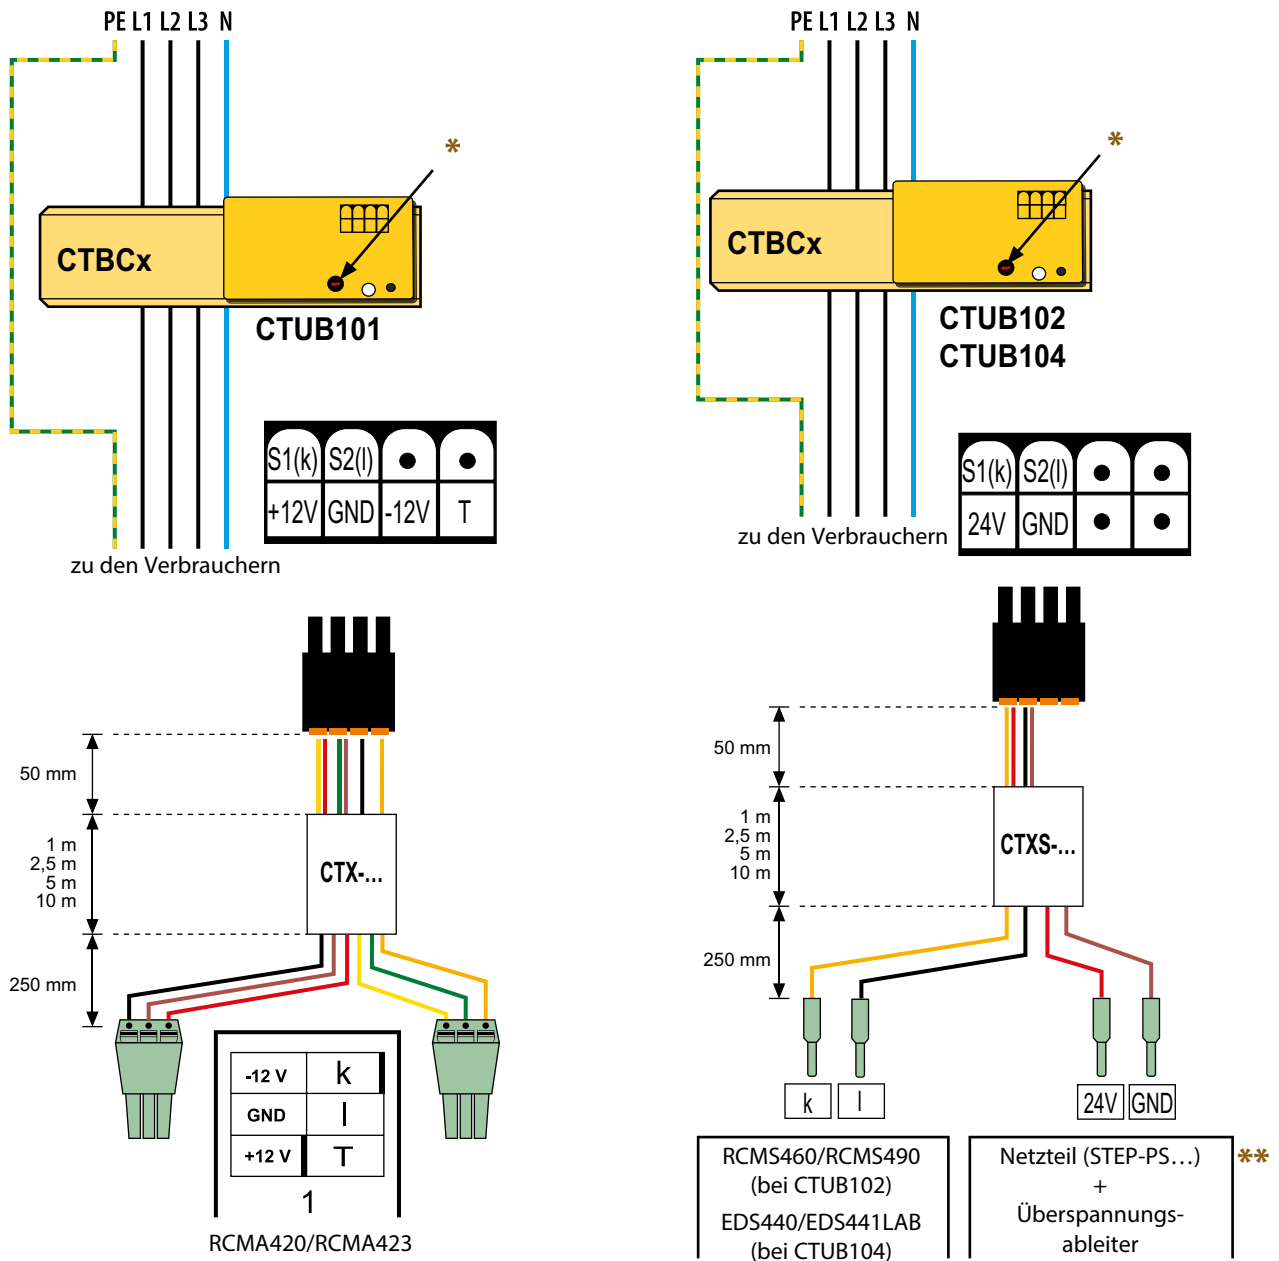 PE L1 L2 L3 N
*
CTBCx
CTUB101
S1(k) S2(l)
+12V GND -12V T
zu den Verbrauchern
50 mm
1 m
2,5 m
5 m
10 m
CTX-...
250 mm
-12 V k
GND l
+12 V T
1
RCMA420/RCMA423
PE L1 L2 L3 N
*
CTBCx
CTUB102
CTUB104
S1(k) S2(l)
24V GND
zu den Verbrauchern
50 mm
1 m
2,5 m
5 m
10 m
CTXS-...
250 mm
k l 24V GND
RCMS460/RCMS490
(bei CTUB102)
EDS440/EDS441LAB
(bei CTUB104)
Netzteil (STEP-PS…) **
+
Überspannungs-
ableiter